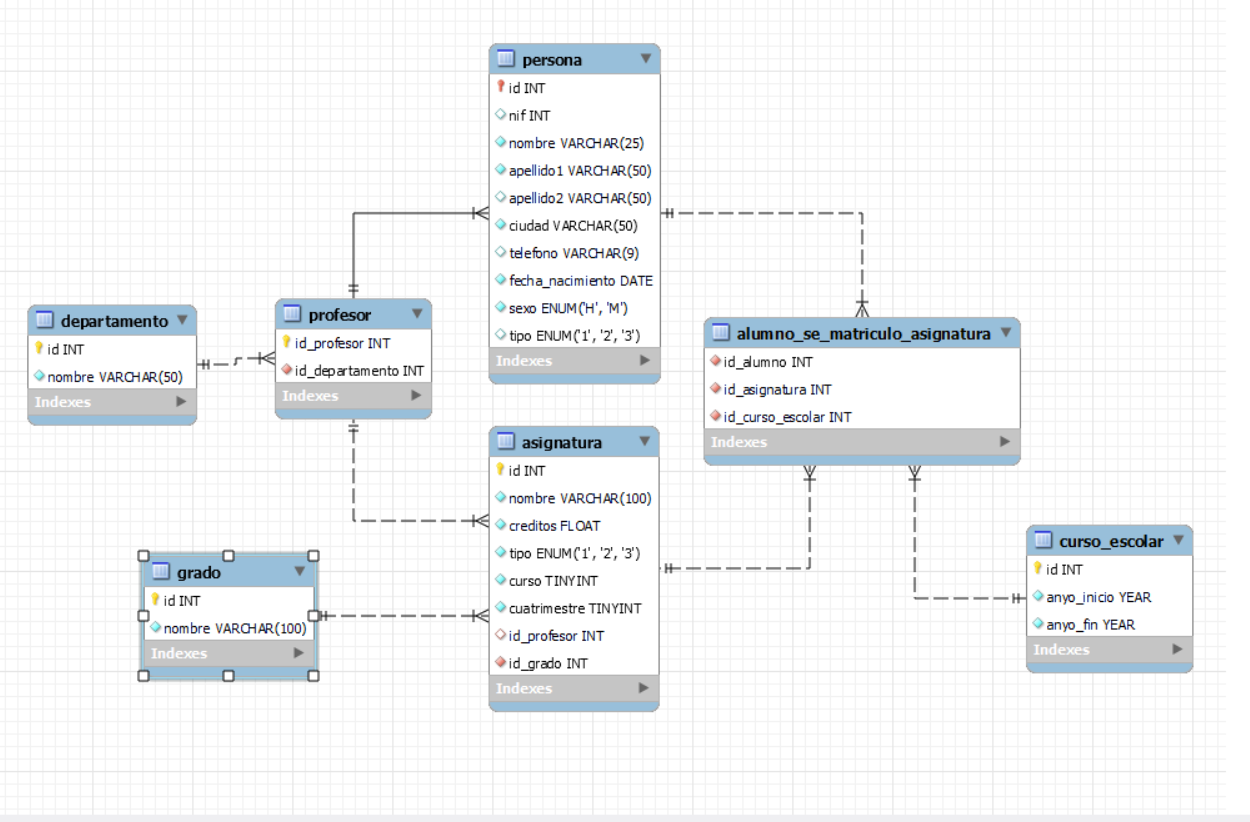 persona
id INT
nif INT
nombre VARCHAR(25)
apellido1 VARCHAR(50)
apellido2 VARCHAR(50)
ciudad VARCHAR(50)
telefono VARCHAR(9)
fecha_nacimiento DATE
sexo ENUM('H', 'M')
tipo ENUM('1', '2', '3')
Indexes
departamento
id INT
nombre VARCHAR(50)
Indexes
profesor
id_profesor INT
id_departamento INT
Indexes
alumno_se_matriculo_asignatura
id_alumno INT
id_asignatura INT
id_curso_escolar INT
Indexes
asignatura
id INT
nombre VARCHAR(100)
creditos FLOAT
tipo ENUM('1', '2', '3')
curso TINYINT
cuatrimestre TINYINT
id_profesor INT
id_grado INT
Indexes
grado
id INT
nombre VARCHAR(100)
Indexes
curso_escolar
id INT
anyo_inicio YEAR
anyo_fin YEAR
Indexes